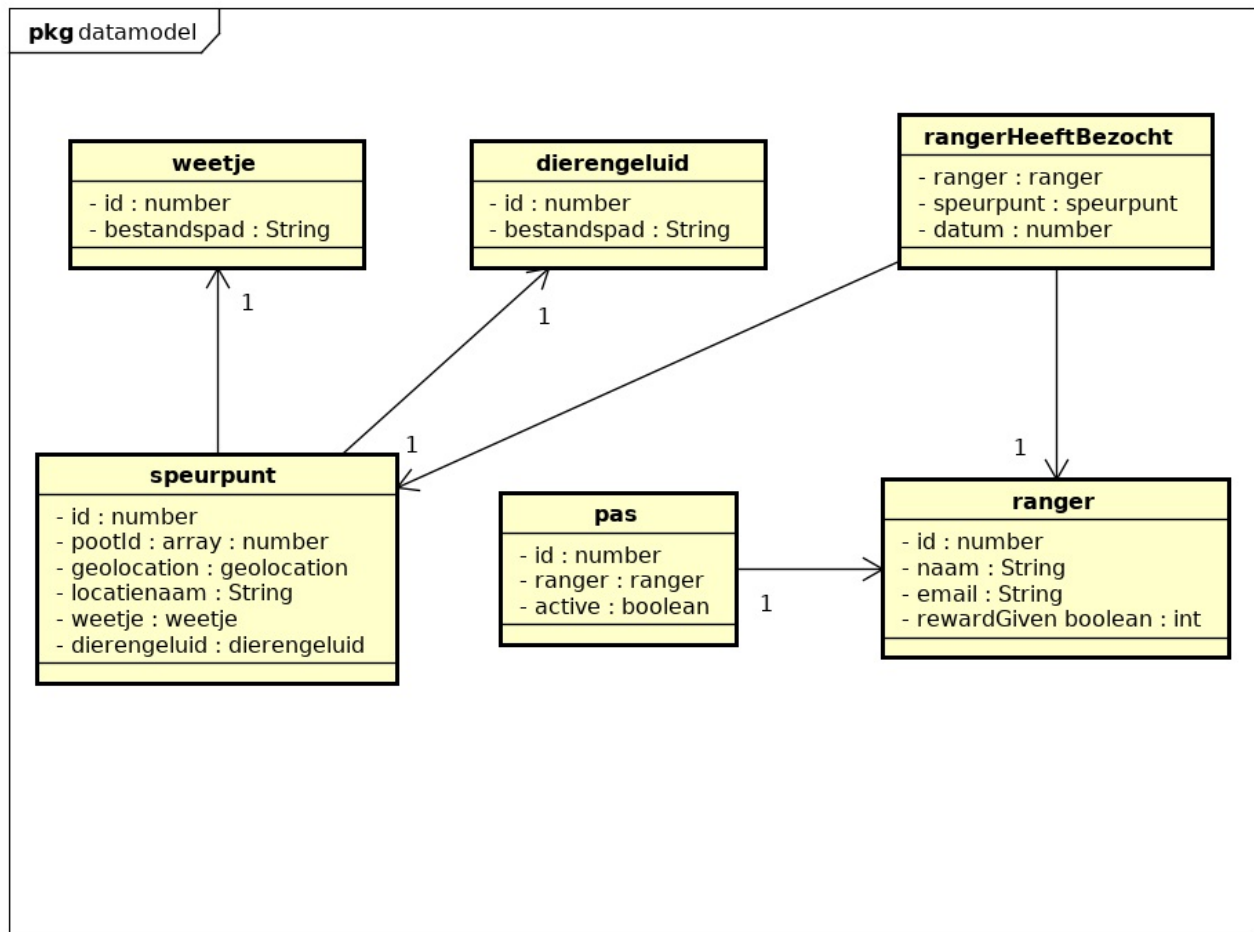 pkg datamodel
weetje
- id : number
- bestandspad : String
dierengeluid
- id : number
- bestandspad : String
rangerHeeftBezocht
- ranger : ranger
- speurpunt : speurpunt
- datum : number
1
1
1
1
speurpunt
- id : number
- pootId : array : number
- geolocation : geolocation
- locatienaam : String
- weetje : weetje
- dierengeluid : dierengeluid
pas
- id : number
- ranger : ranger
- active : boolean
1
ranger
- id : number
- naam : String
- email : String
- rewardGiven boolean : int